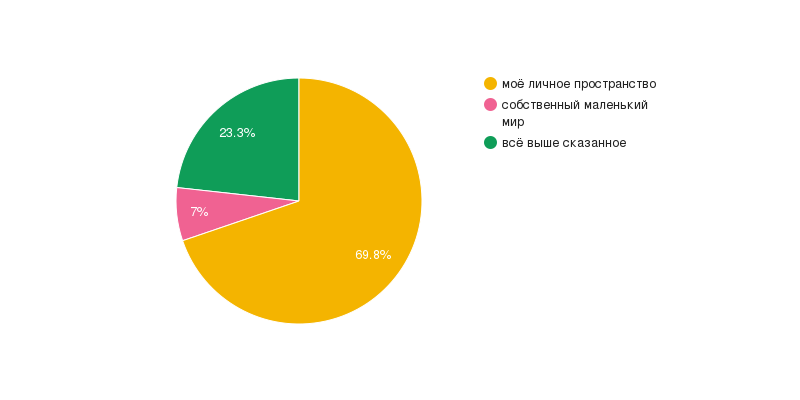 моё личное пространство
собственный маленький
мир
всё выше сказанное
23.3%
7%
69.8%